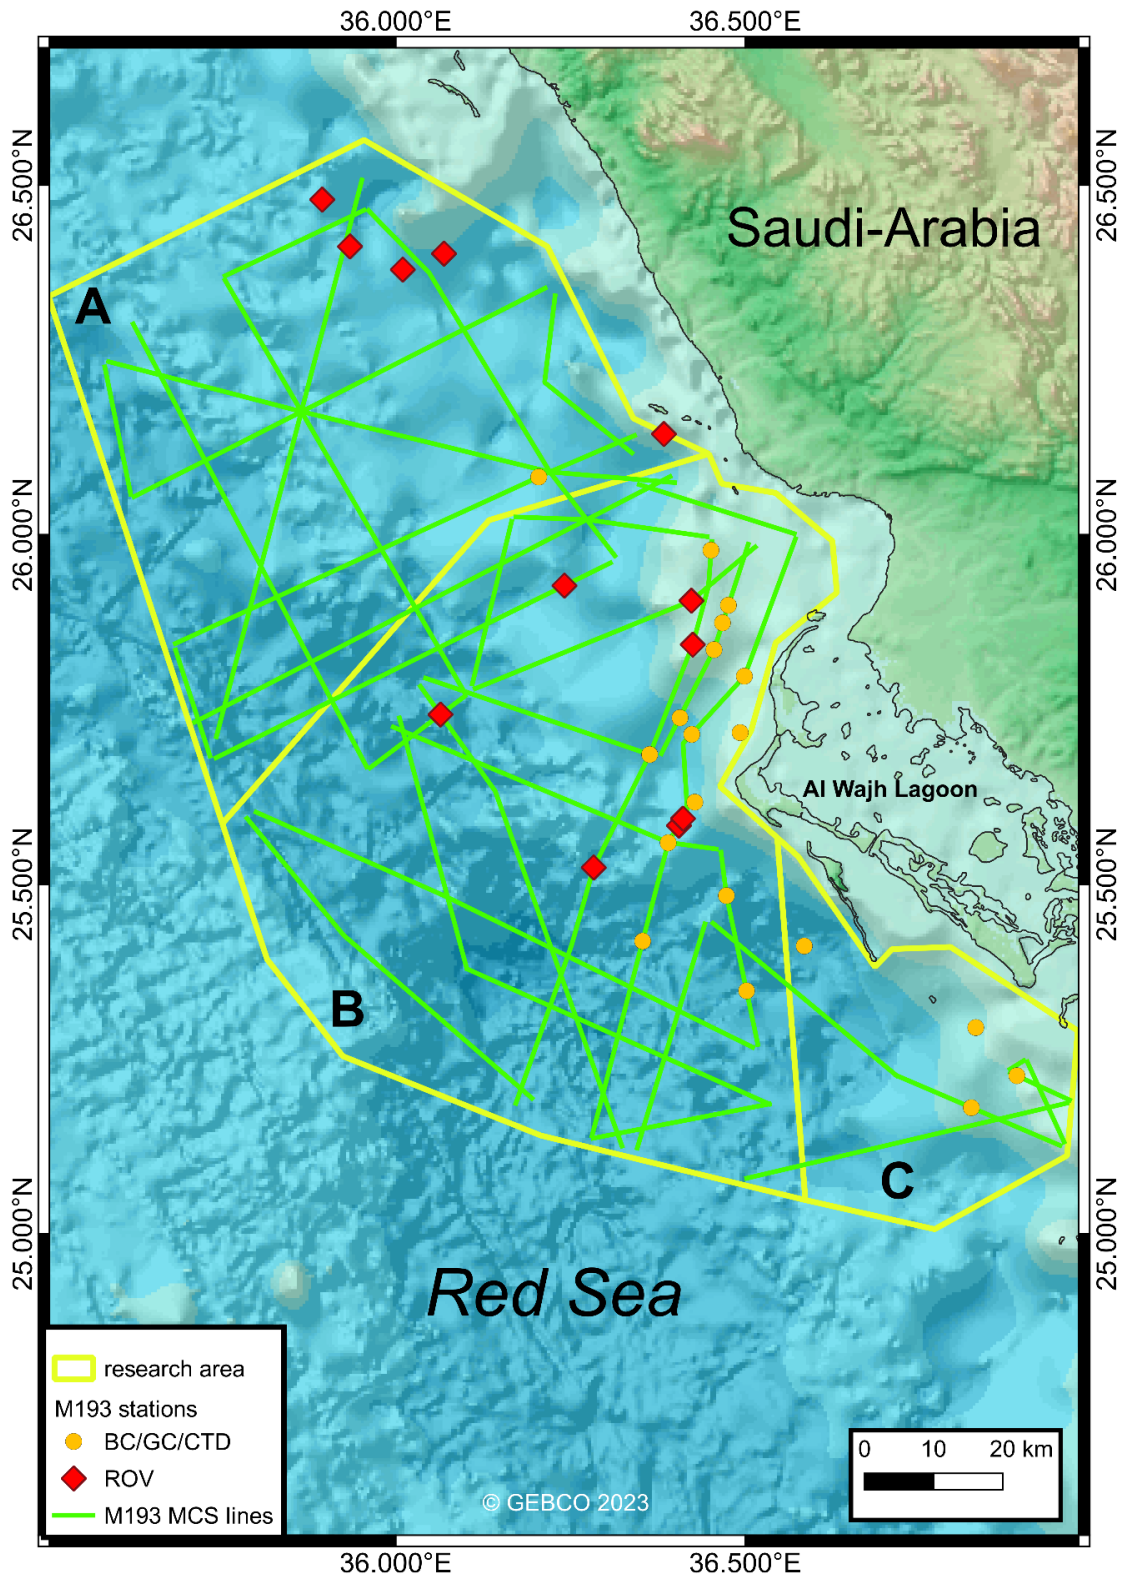 36.000°E
36.500°E
26.500°N
26.500°N
Saudi-Arabia
A
26.000°N
26.000°N
Al Wajh Lagoon
25.500°N
25.500°N
B
C
25.000°N
25.000°N
Red Sea
research area
M193 stations
BC/GC/CTD
ROV
M193 MCS lines
0 10 20 km
© GEBCO 2023
36.000°E
36.500°E